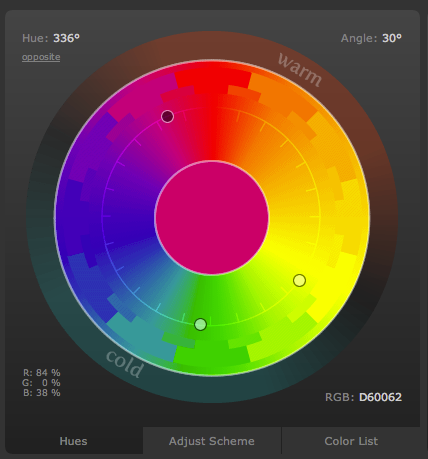 Hue: 336°
Angle: 30°
opposite
warm
cold
R: 84 %
G: 0 %
B: 38 %
RGB: D60062
Hues
Adjust Scheme
Color List